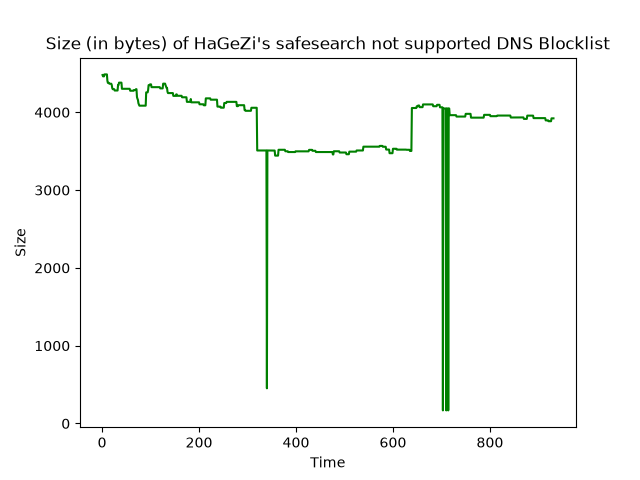 Size (in bytes) of HaGeZi's safesearch not supported DNS Blocklist
4000
3000
2000
1000
0
Size
0 200 400 600 800
Time